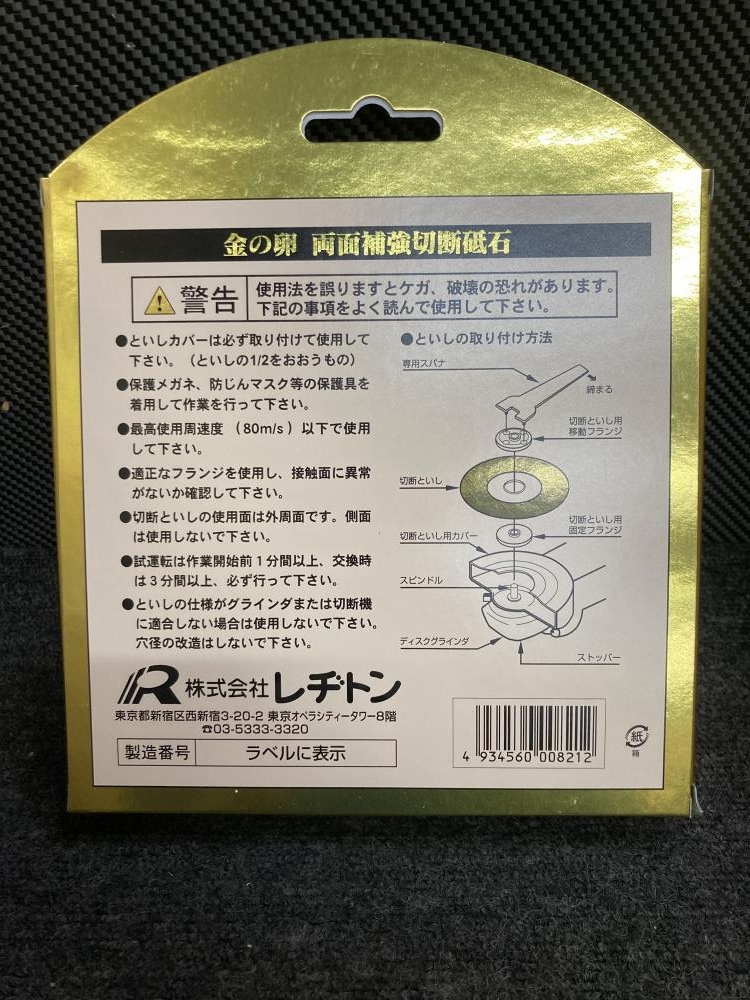 金の卵 両面補強切断砥石
警告
使用法を誤りますとケガ、破壊の恐れがあります。
下記の事項をよく読んで使用して下さい。
●といしカバーは必ず取り付けて使用して
下さい。（といしの1/2をおおうもの）
●保護メガネ、防じんマスク等の保護具を
着用して作業を行って下さい。
●最高使用周速度 （80m/s）以下で使用
して下さい。
●適正なフランジを使用し、接触面に異常
がないか確認して下さい。
●切断といしの使用面は外周面です。側面
は使用しないで下さい。
●試運転は作業開始前1分間以上、交換時
は3分間以上、必ず行って下さい。
●といしの仕様がグラインダまたは切断機
に適合しない場合は使用しないで下さい。
穴径の改造はしないで下さい。
●といしの取り付け方法
専用スパナ
締まる
切断といし用
移動フランジ
切断といし
切断といし用
固定フランジ
切断といし用カバー
スピンドル
ディスクグラインダ
ストッパー
R 株式会社 レヂトン
東京都新宿区西新宿3-20-2 東京オペラシティータワー8階
☎03-5333-3320
製造番号 ラベルに表示
4 934560 008212
紙
箱